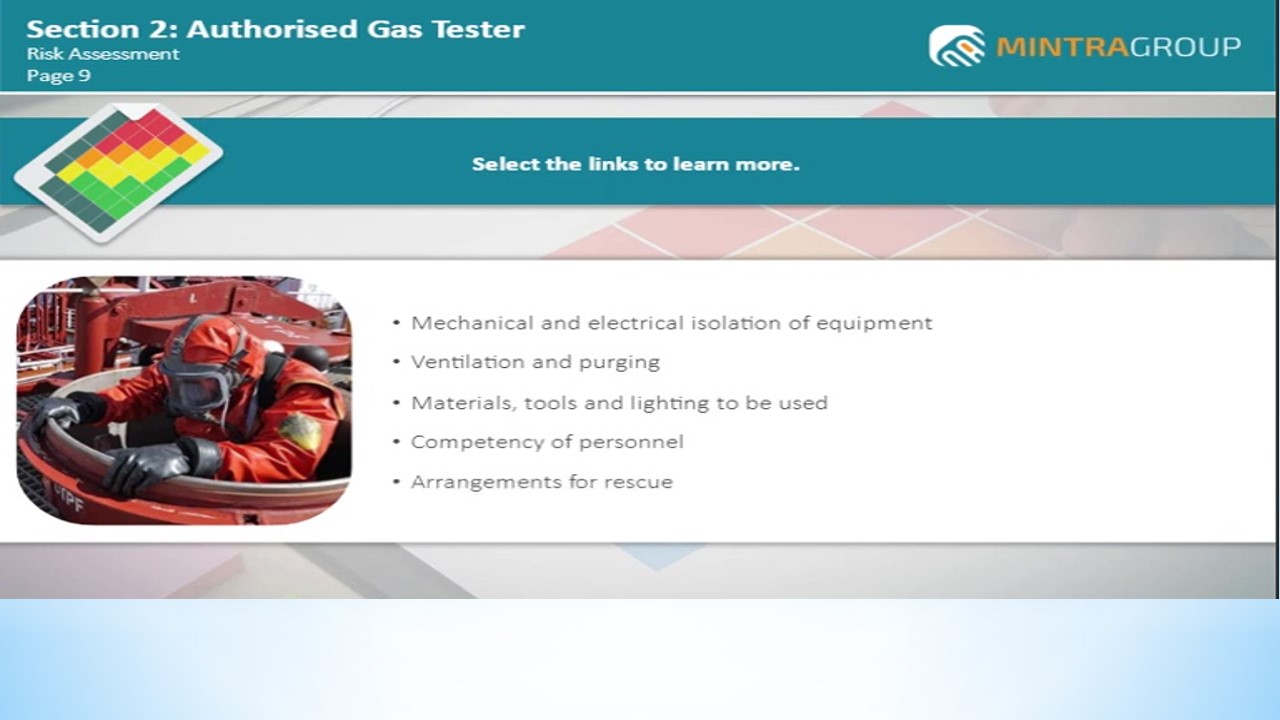 Section 2: Authorised Gas Tester
Risk Assessment
Page 9
MINTRAGROUP
Select the links to learn more.
• Mechanical and electrical isolation of equipment
• Ventilation and purging
• Materials, tools and lighting to be used
• Competency of personnel
• Arrangements for rescue